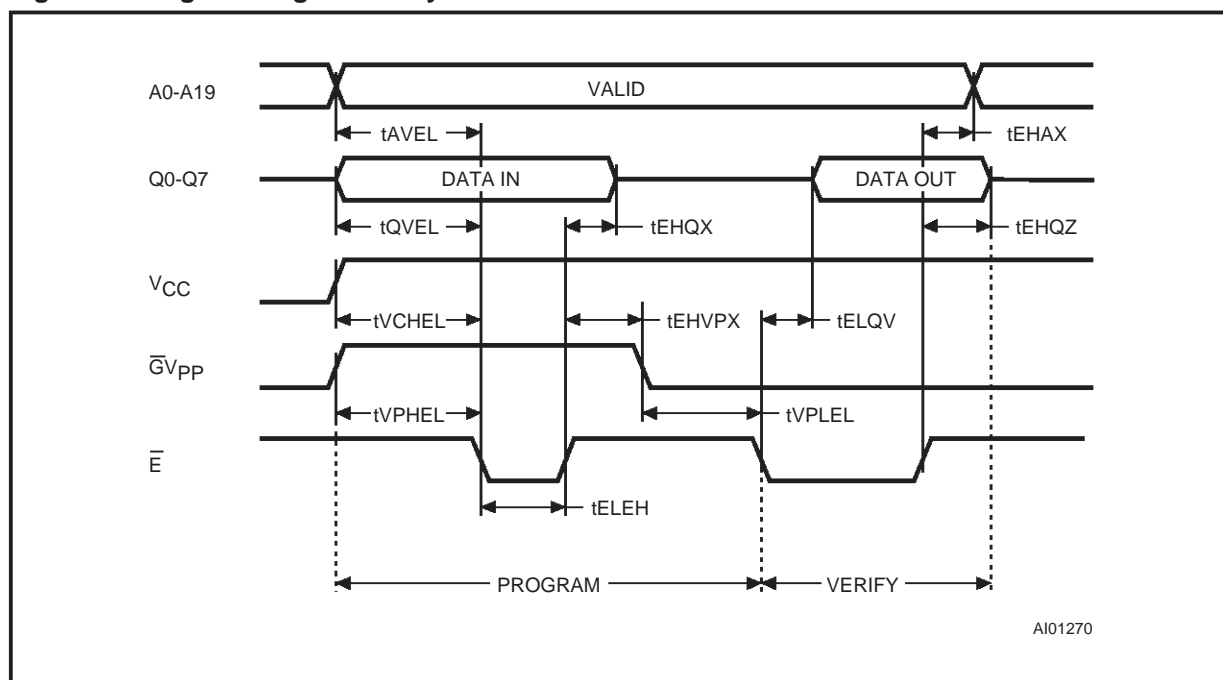 A0-A19
VALID
tAVEL
tEHAX
Q0-Q7
DATA IN
DATA OUT
tQVEL
tEHQX
tEHQZ
VCC
tVCHEL
tEHVPX
tELQV
G̅VPP
tVPHEL
tVPLEL
E̅
tELEH
PROGRAM
VERIFY
AI01270